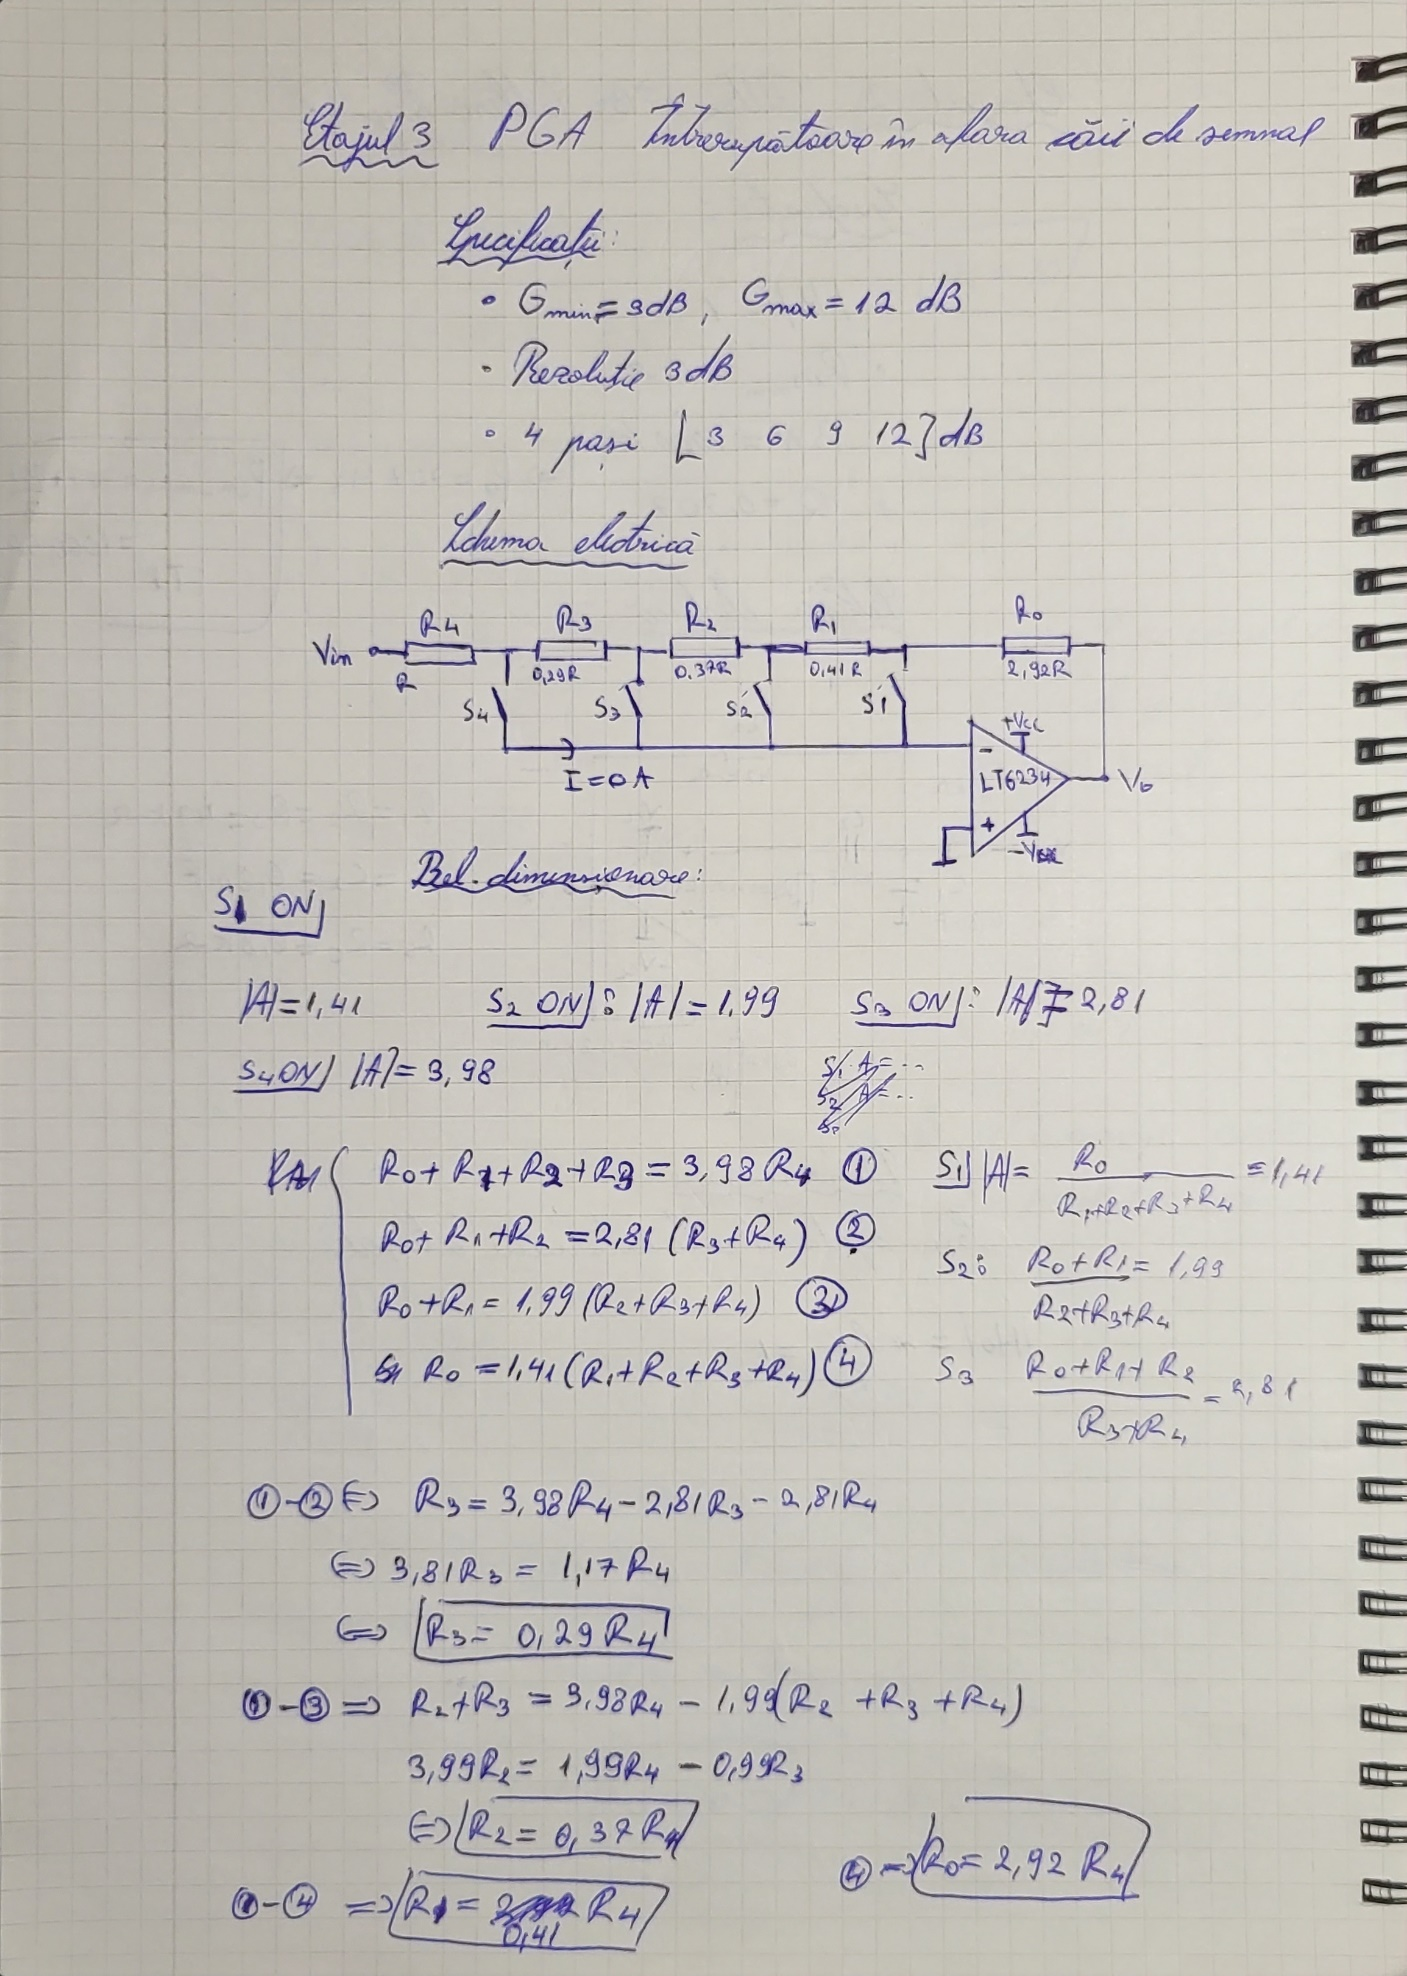 Etajul 3 PGA Întrerupătoare în afara căii de semnal
Specificații:
• Gmin = 3dB, Gmax = 12 dB
• Rezoluție 3dB
• 4 pași [3 6 9 12] dB
Schema electrică
Vin R4 R3 R2 R1 R0
R 0,29R 0.37R 0,41R 2,92R
S4 S3 S2 S1
+Vcc
-
LT6234 Vo
I=0A
+
Bel. dimensionare:
S1 ON
|A|=1,41 S2 ON: |A|=1.99 S3 ON: |A|=2,81
S4 ON |A|=3,98
R0+R1+R2+R3=3,98R4 ① S1 |A|= R0/(R1+R2+R3+R4) =1,41
R0+R1+R2=2,81(R3+R4) ② S2: (R0+R1)/(R2+R3+R4) = 1,99
R0+R1=1,99(R2+R3+R4) ③
R0=1,41(R1+R2+R3+R4) ④ S3 (R0+R1+R2)/(R3+R4) = 2,81
①-② ⇔ R3=3,98R4-2,81R3-2,81R4
⇔ 3,81R3 = 1,17R4
⇔ R3= 0,29R4
①-③ ⇒ R2+R3=3,98R4-1,99(R2+R3+R4)
3,99R2= 1,99R4-0,99R3
⇔ R2= 0,37R4
④ ⇒ R0=2,92 R4
①-④ ⇒ R1= 0,41 R4